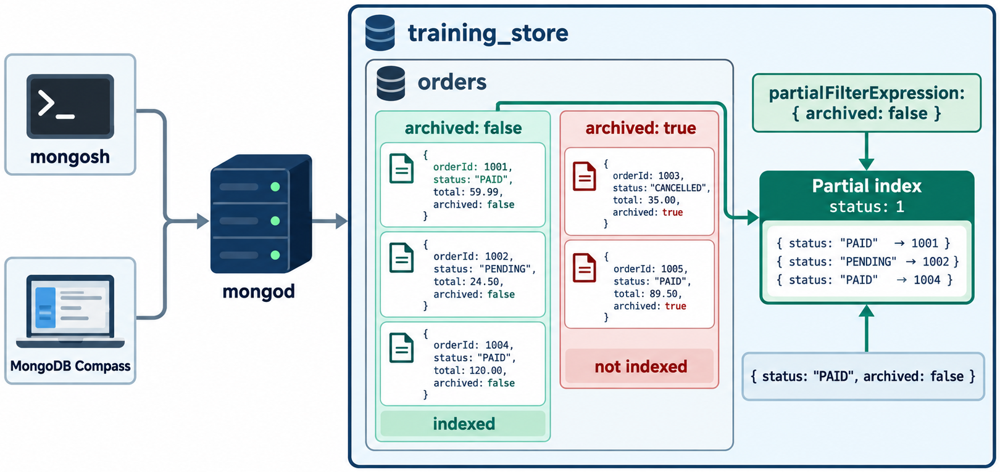 mongosh
MongoDB Compass
mongod
training_store
orders
archived: false
{
orderId: 1001,
status: "PAID",
total: 59.99,
archived: false
}
{
orderId: 1002,
status: "PENDING",
total: 24.50,
archived: false
}
{
orderId: 1004,
status: "PAID",
total: 120.00,
archived: false
}
indexed
archived: true
{
orderId: 1003,
status: "CANCELLED",
total: 35.00,
archived: true
}
{
orderId: 1005,
status: "PAID",
total: 89.50,
archived: true
}
not indexed
partialFilterExpression:
{ archived: false }
Partial index
status: 1
{ status: "PAID" → 1001 }
{ status: "PENDING" → 1002 }
{ status: "PAID" → 1004 }
{ status: "PAID", archived: false }